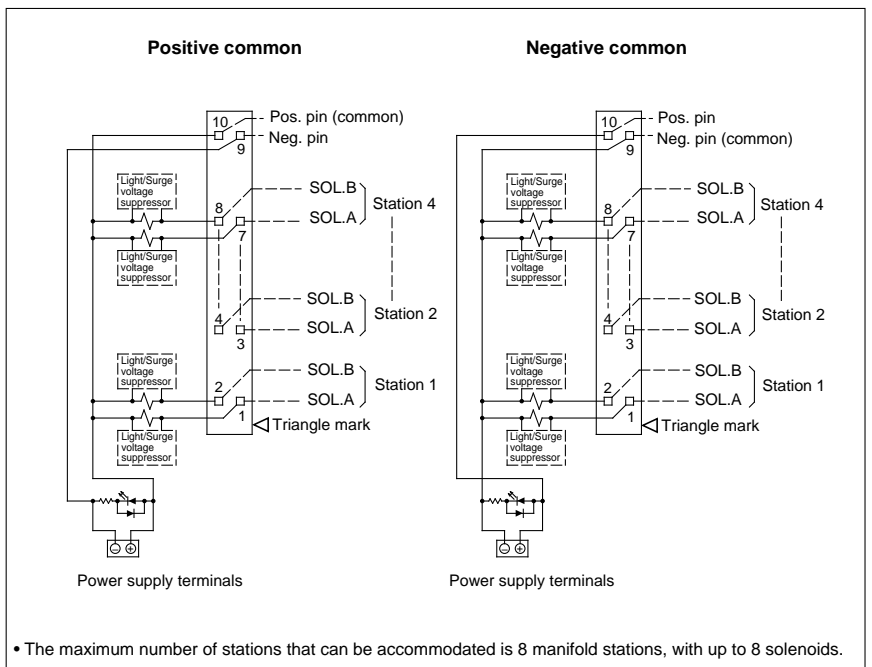 Positive common
10
Pos. pin (common)
Neg. pin
9
Light/Surge
voltage
suppressor
8
SOL.B
SOL.A
Station 4
7
Light/Surge
voltage
suppressor
4
SOL.B
SOL.A
Station 2
3
Light/Surge
voltage
suppressor
2
SOL.B
SOL.A
Station 1
1
Triangle mark
Light/Surge
voltage
suppressor
− +
Power supply terminals
Negative common
10
Pos. pin
Neg. pin (common)
9
Light/Surge
voltage
suppressor
8
SOL.B
SOL.A
Station 4
7
Light/Surge
voltage
suppressor
4
SOL.B
SOL.A
Station 2
3
Light/Surge
voltage
suppressor
2
SOL.B
SOL.A
Station 1
1
Triangle mark
Light/Surge
voltage
suppressor
− +
Power supply terminals
• The maximum number of stations that can be accommodated is 8 manifold stations, with up to 8 solenoids.